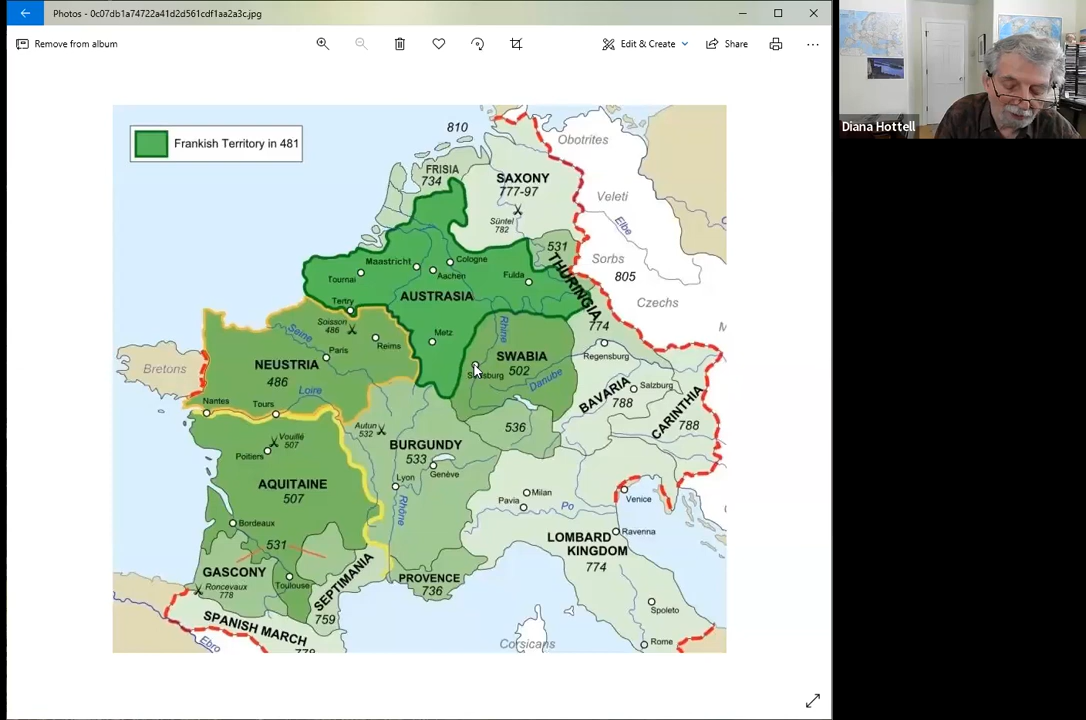 Photos - 0c07db1a74722a41d2d561cdf1aa2a3c.jpg
Remove from album
Edit & Create
Share
Diana Hottell
Frankish Territory in 481
810
Obotrites
FRISIA
734
SAXONY
777-97
Veleti
Süntel
782
Elbe
531
Sorbs
805
Maastricht
Cologne
Tournai
Aachen
Fulda
THURINGIA
AUSTRASIA
Czechs
Tertry
Soisson
486
774
Seine
Metz
Rhine
Reims
Paris
Regensburg
Bretons
NEUSTRIA
486
SWABIA
502
Strasburg
Danube
Salzburg
BAVARIA
788
Loire
Nantes
Tours
CARINTHIA
788
Autun
532
536
Vouillé
507
BURGUNDY
533
Poitiers
Genève
Lyon
AQUITAINE
507
Milan
Pavia
Po
Venice
Rhône
Bordeaux
Ravenna
531
LOMBARD
KINGDOM
774
GASCONY
Roncevaux
778
Toulouse
SEPTIMANIA
759
PROVENCE
736
Spoleto
SPANISH MARCH
778
Ebro
Corsicans
Rome
M